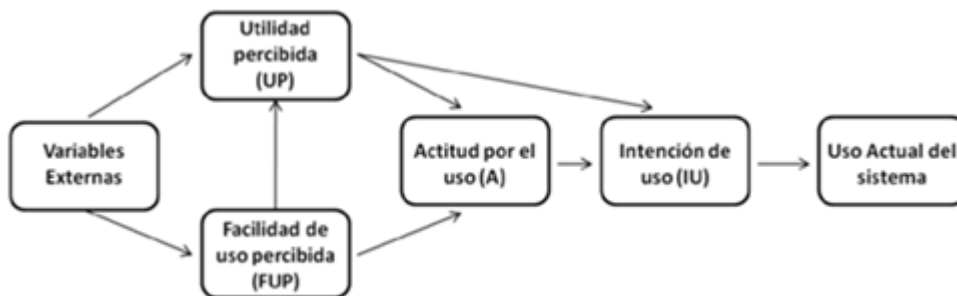 Utilidad
percibida
(UP)
Variables
Externas
Facilidad de
uso percibida
(FUP)
Actitud por el
uso (A)
Intención de
uso (IU)
Uso Actual del
sistema